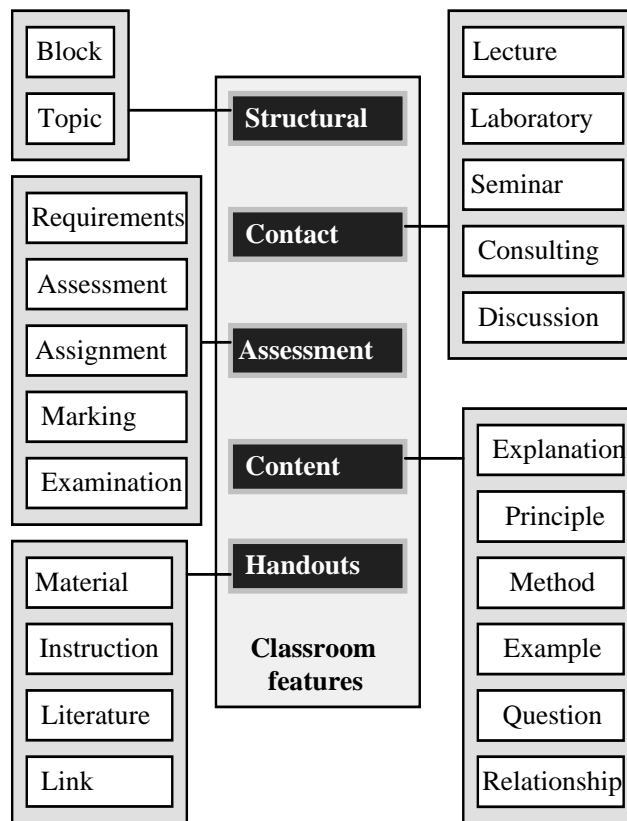 Block
Topic
Requirements
Assessment
Assignment
Marking
Examination
Material
Instruction
Literature
Link
Structural
Contact
Assessment
Content
Handouts
Classroom
features
Lecture
Laboratory
Seminar
Consulting
Discussion
Explanation
Principle
Method
Example
Question
Relationship